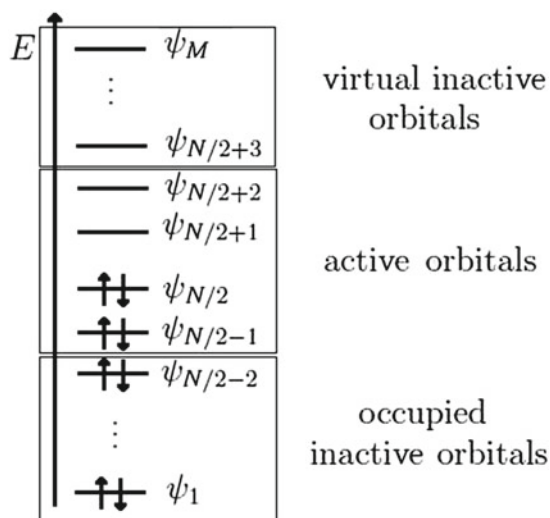 E
ψ_M
⋮
ψ_{N/2+3}
virtual inactive
orbitals
ψ_{N/2+2}
ψ_{N/2+1}
ψ_{N/2}
ψ_{N/2−1}
active orbitals
ψ_{N/2−2}
⋮
ψ_1
occupied
inactive orbitals